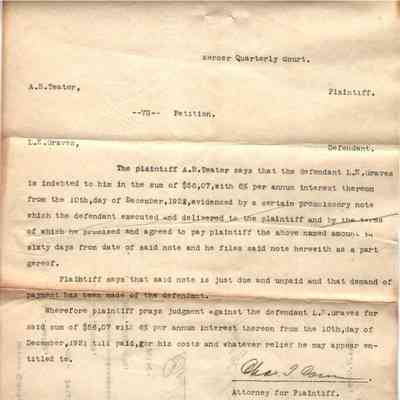 Mercer Quarterly Court.
A.B.Teater,
Plaintiff.
--VS-- Petition.
L.E.Graves,
Defendant.
The plaintiff A.B.Teater says that the defendant L.E.Graves
is indebted to him in the sum of $56,07,with 6% per annum interest thereon
from the 10th,day of December,1922,evidenced by a certain promissory note
which the defendant executed and delivered to the plaintiff and by the terms
of which he promised and agreed to pay plaintiff the above named amount in
sixty days from date of said note and he files said note herewith as a part
gereof.
Plaintiff says that said note is just due and unpaid and that demand of
payment has been made of the defendant.
Wherefore plaintiff prays judgment against the defendant L.E.Graves for
said sum of $56,07 with 6% per annum interest thereon from the 10th,day of
December,1921 till paid,for his costs and whatever relief he may appear en-
titled to.
Attorney for Plaintiff.